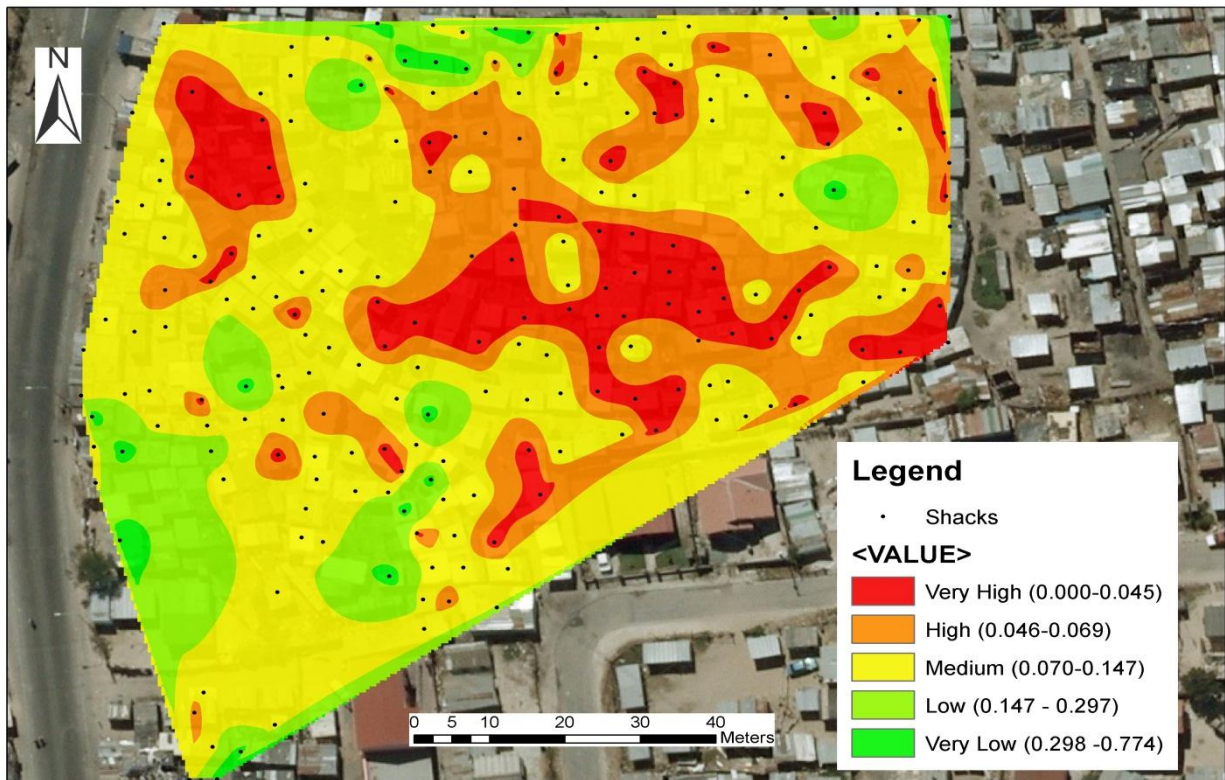 N
Legend
Shacks
<VALUE>
Very High (0.000-0.045)
High (0.046-0.069)
Medium (0.070-0.147)
Low (0.147 - 0.297)
Very Low (0.298 -0.774)
0 5 10 20 30 40
Meters